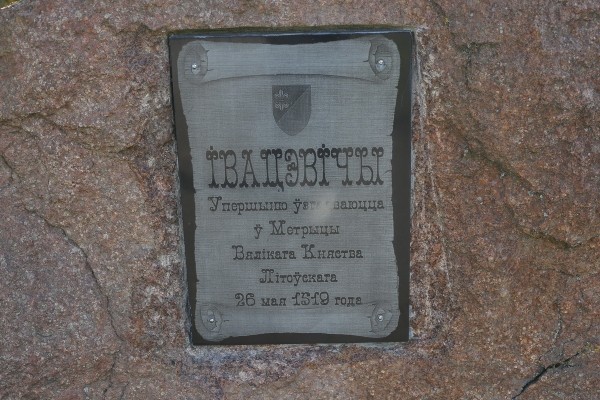 ІВАЦЭВІЧЫ
Упершыню ўзгадваюцца
ў Метрыцы
Вялікага Княства
Літоўскага
26 мая 1519 года